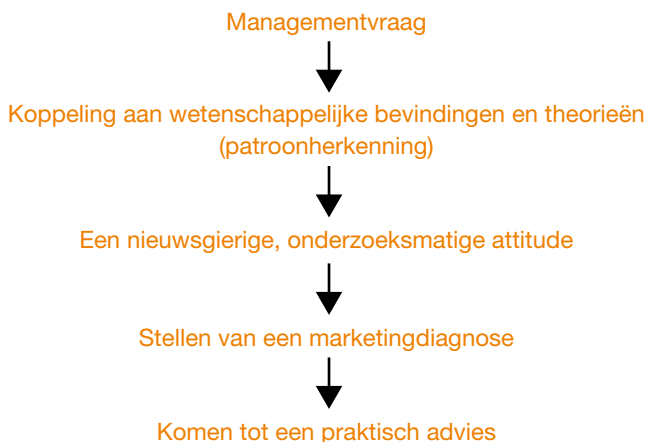 Managementvraag
Koppeling aan wetenschappelijke bevindingen en theorieën
(patroonherkenning)
Een nieuwsgierige, onderzoeksmatige attitude
Stellen van een marketingdiagnose
Komen tot een praktisch advies